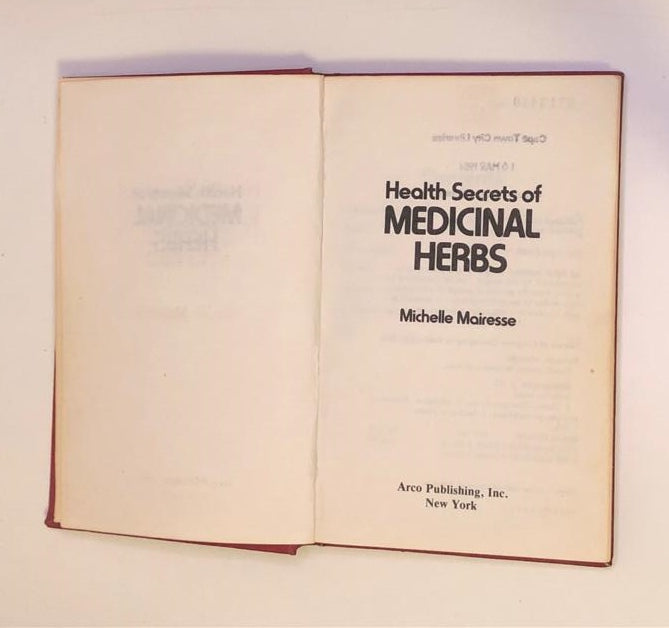 Health Secrets of
MEDICINAL
HERBS
Michelle Mairesse
Arco Publishing, Inc.
New York
Cape Town City Libraries